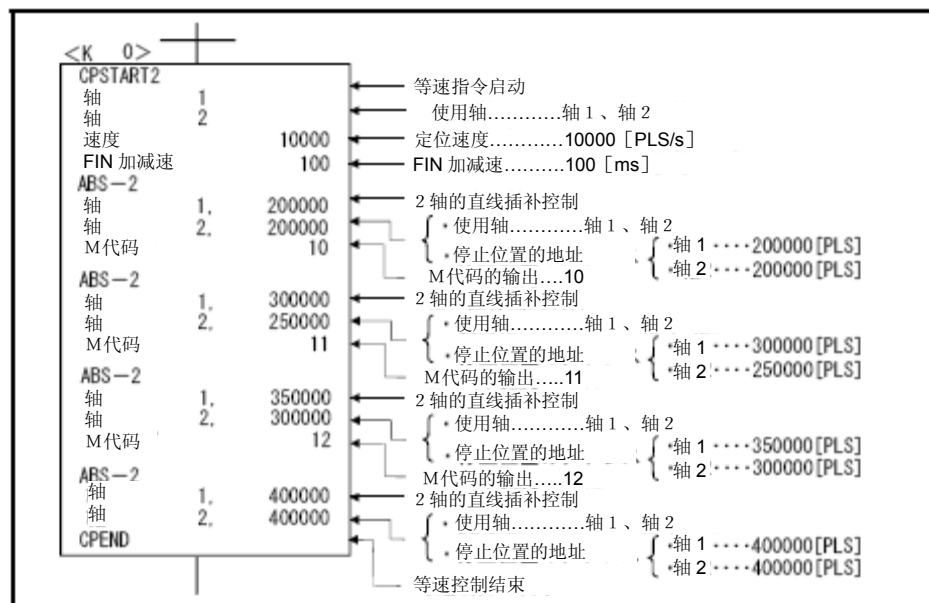 <K 0>
CPSTART2
等速指令启动
轴 1
轴 2
使用轴…………轴 1 、轴 2
速度 10000
定位速度…………10000［PLS/s］
FIN 加减速 100
FIN 加减速……….100［ms］
ABS－2
轴 1, 200000
2 轴的直线插补控制
轴 2, 200000
・使用轴…………轴 1 、轴 2
M代码 10
・停止位置的地址
・轴 1 ····200000[PLS]
・轴 2 ····200000[PLS]
M代码的输出….10
ABS－2
轴 1, 300000
2 轴的直线插补控制
轴 2, 250000
・使用轴…………轴 1 、轴 2
M代码 11
・停止位置的地址
・轴 1 ····300000[PLS]
・轴 2 ····250000[PLS]
M代码的输出…..11
ABS－2
轴 1, 350000
2 轴的直线插补控制
轴 2, 300000
・使用轴…………轴 1 、轴 2
M代码 12
・停止位置的地址
・轴 1 ····350000[PLS]
・轴 2 ····300000[PLS]
M代码的输出…..12
ABS－2
轴 1, 400000
2 轴的直线插补控制
轴 2, 400000
・使用轴…………轴 1 、轴 2
CPEND
・停止位置的地址
・轴 1 ····400000[PLS]
・轴 2 ····400000[PLS]
等速控制结束